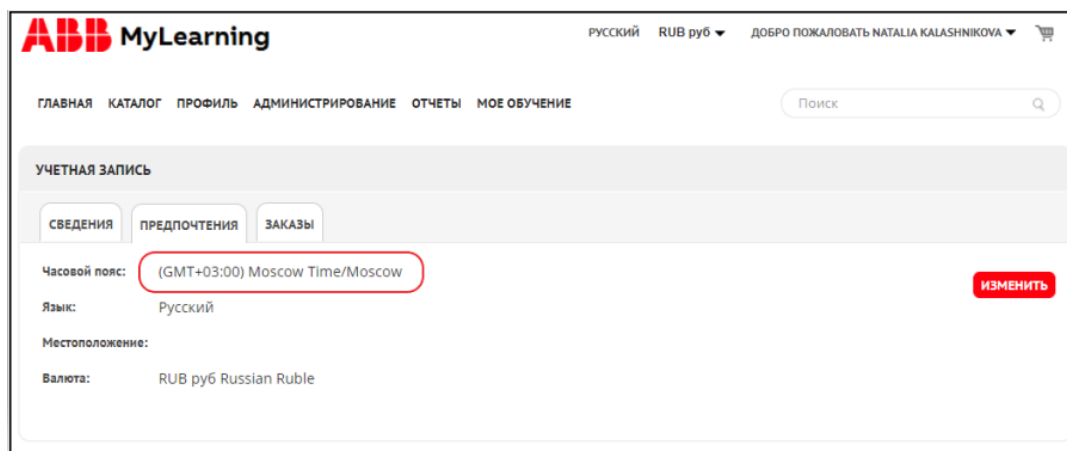 ABB MyLearning
РУССКИЙ RUB руб ДОБРО ПОЖАЛОВАТЬ NATALIA KALASHNIKOVA
ГЛАВНАЯ КАТАЛОГ ПРОФИЛЬ АДМИНИСТРИРОВАНИЕ ОТЧЕТЫ МОЕ ОБУЧЕНИЕ
Поиск
УЧЕТНАЯ ЗАПИСЬ
СВЕДЕНИЯ ПРЕДПОЧТЕНИЯ ЗАКАЗЫ
Часовой пояс: (GMT+03:00) Moscow Time/Moscow
ИЗМЕНИТЬ
Язык: Русский
Местоположение:
Валюта: RUB руб Russian Ruble